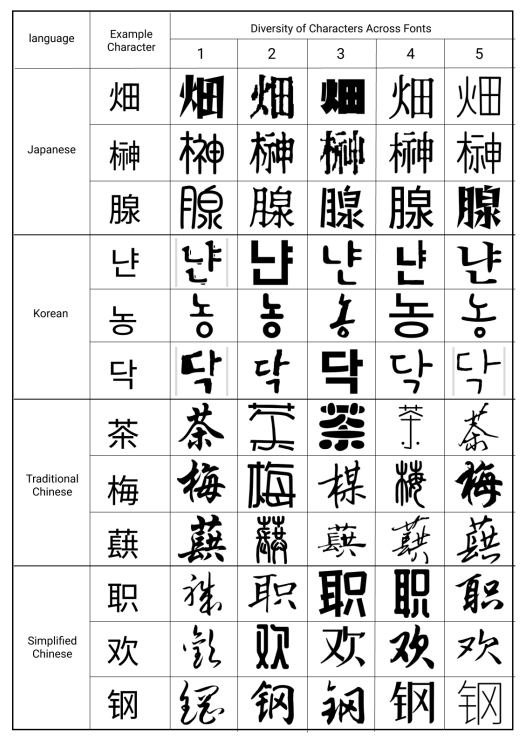 language Example Character Diversity of Characters Across Fonts
1 2 3 4 5
Japanese
畑 畑 畑 畑 畑 畑
榊 榊 榊 榊 榊 榊
腺 腺 腺 腺 腺 腺
Korean
냔 냔 냔 냔 냔 냔
농 농 농 농 농 농
닥 닥 닥 닥 닥 닥
Traditional Chinese
茶 茶 茶 茶 茶 茶
梅 梅 梅 楳 梅 梅
蕻 蕻 蕻 蕻 蕻 蕻
Simplified Chinese
职 职 职 职 职
欢 欢 欢 欢 欢
钢 钢 钢 钢 钢